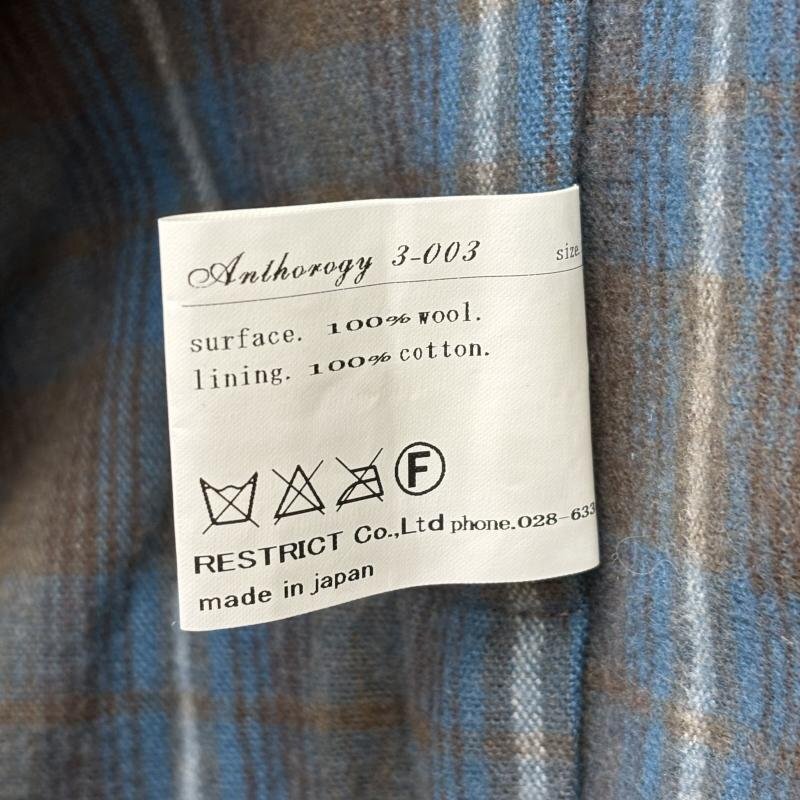 Anthorogy 3-003 size.
surface. 100% wool.
lining. 100% cotton.
F
RESTRICT Co.,Ltd phone.028-633
made in japan